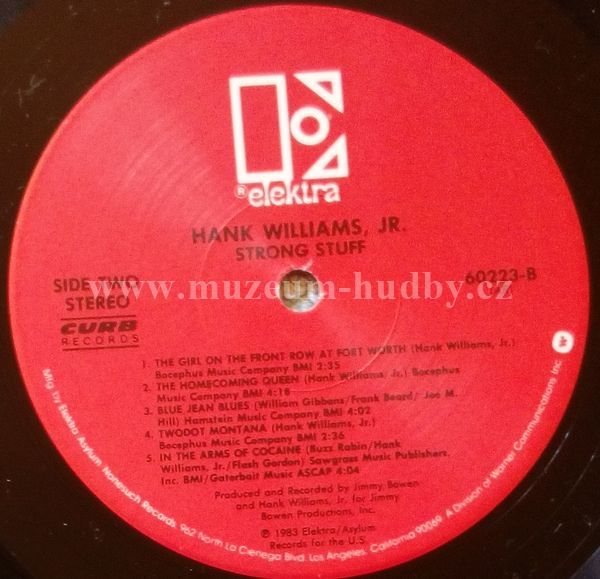 ® elektra
HANK WILLIAMS, JR.
STRONG STUFF
SIDE TWO
STEREO
60223-B
CURB
RECORDS
www.muzeum-hudby.cz
1. THE GIRL ON THE FRONT ROW AT FORT WORTH (Hank Williams, Jr.)
Bocephus Music Company BMI 2:35
2. THE HOMECOMING QUEEN (Hank Williams, Jr.) Bocephus
Music Company BMI 4:18
3. BLUE JEAN BLUES (William Gibbons/Frank Beard/ Joe M.
Hill) Hamstein Music Company BMI 4:02
4. TWODOT MONTANA (Hank Williams, Jr.)
Bocephus Music Company BMI 2:36
5. IN THE ARMS OF COCAINE (Buzz Rabin/Hank
Williams, Jr./Flash Gordon) Sawgrass Music Publishers,
Inc. BMI/Gatorbait Music ASCAP 4:04
Produced and Recorded by Jimmy Bowen
and Hank Williams, Jr. for Jimmy
Bowen Productions, Inc.
℗ 1983 Elektra/Asylum
Records for the U.S.
Mfg by Elektra Asylum Nonesuch Records 962 North La Cienega Blvd. Los Angeles, California 90069 A Division of Warner Communications Inc.